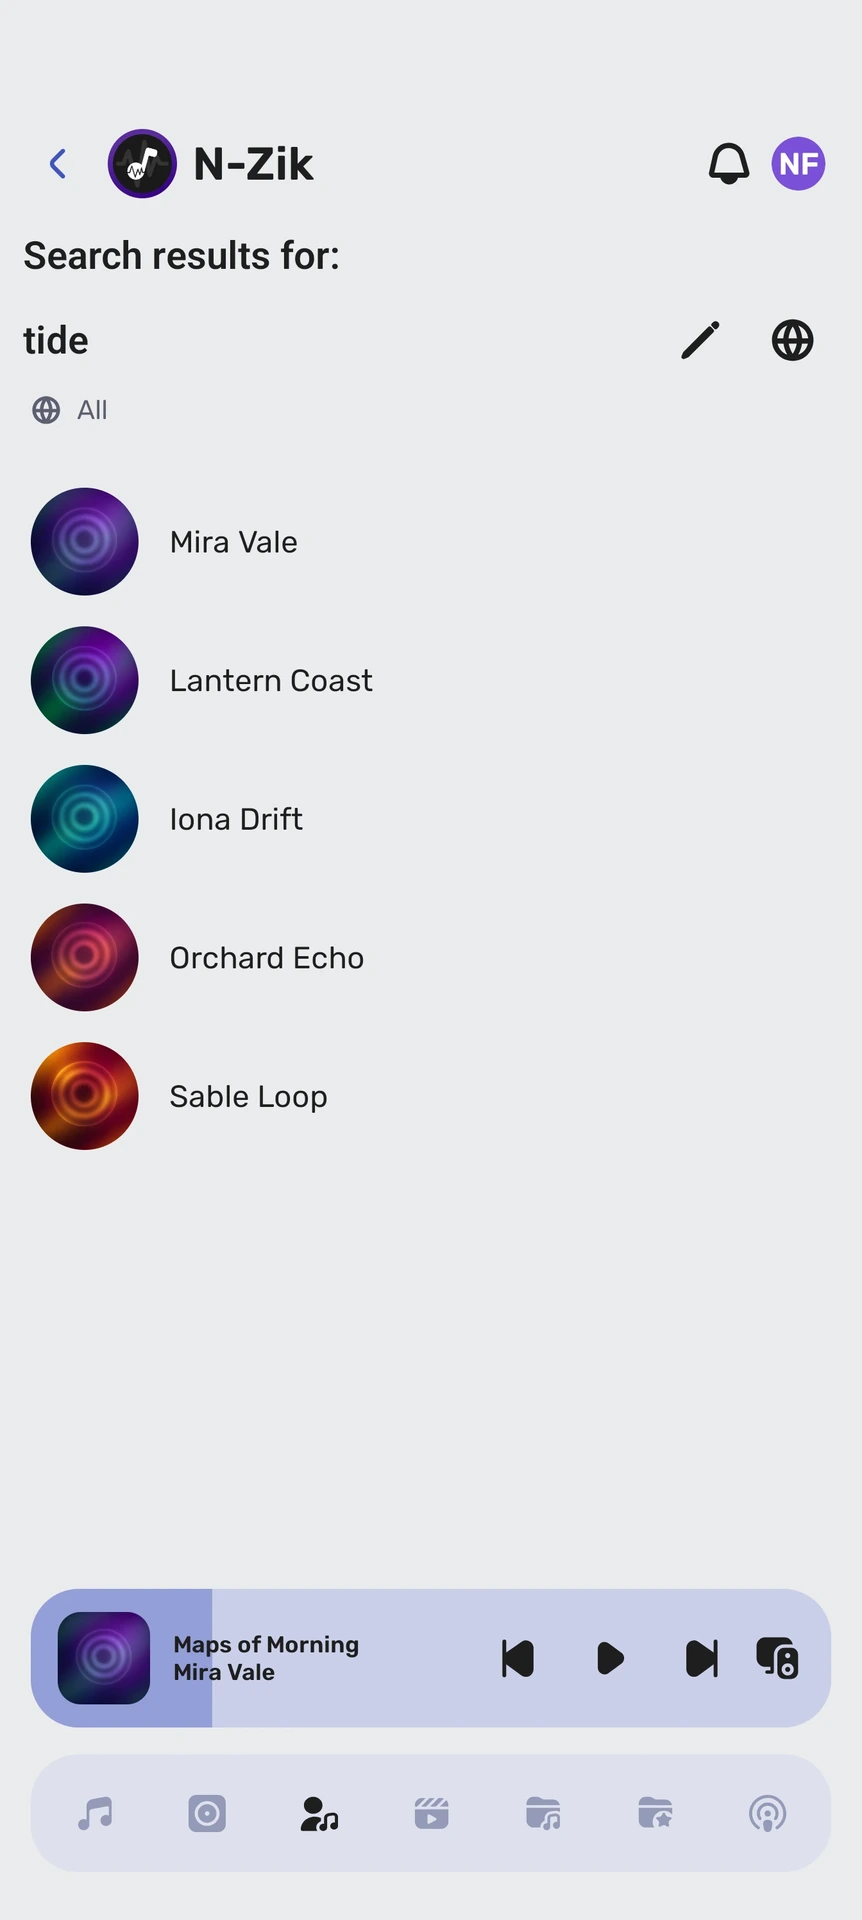 N-Zik
NF
Search results for:
tide
All
Mira Vale
Lantern Coast
Iona Drift
Orchard Echo
Sable Loop
Maps of Morning
Mira Vale